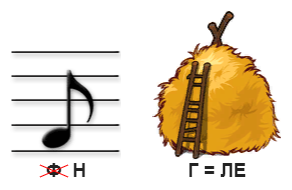 Ф Н Г = ЛЕ